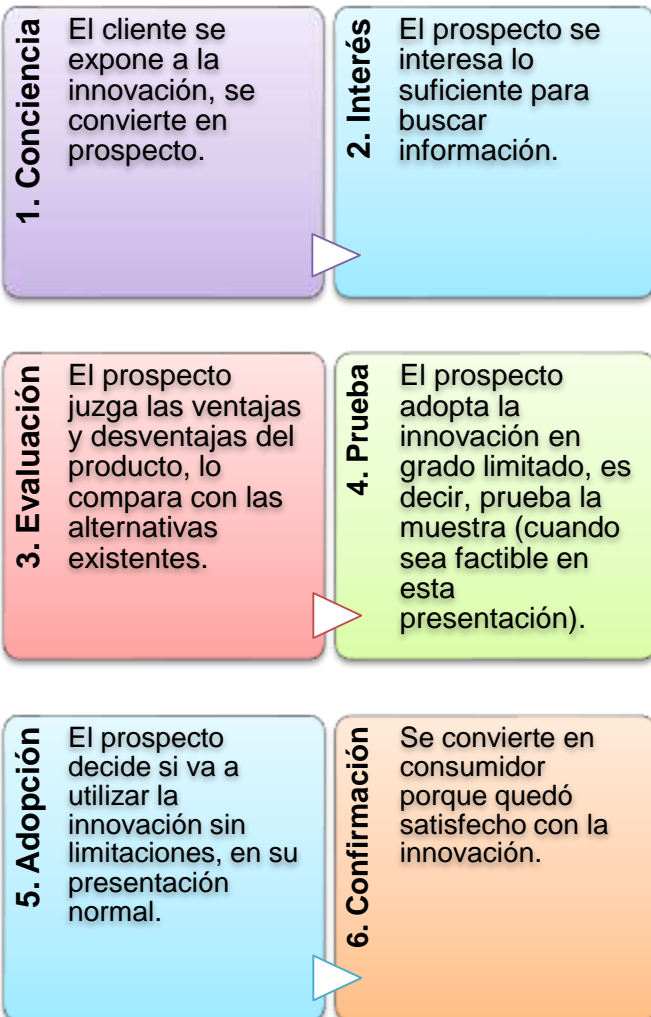 1. Conciencia
El cliente se
expone a la
innovación, se
convierte en
prospecto.
2. Interés
El prospecto se
interesa lo
suficiente para
buscar
información.
3. Evaluación
El prospecto
juzga las ventajas
y desventajas del
producto, lo
compara con las
alternativas
existentes.
4. Prueba
El prospecto
adopta la
innovación en
grado limitado, es
decir, prueba la
muestra (cuando
sea factible en
esta
presentación).
5. Adopción
El prospecto
decide si va a
utilizar la
innovación sin
limitaciones, en su
presentación
normal.
6. Confirmación
Se convierte en
consumidor
porque quedó
satisfecho con la
innovación.